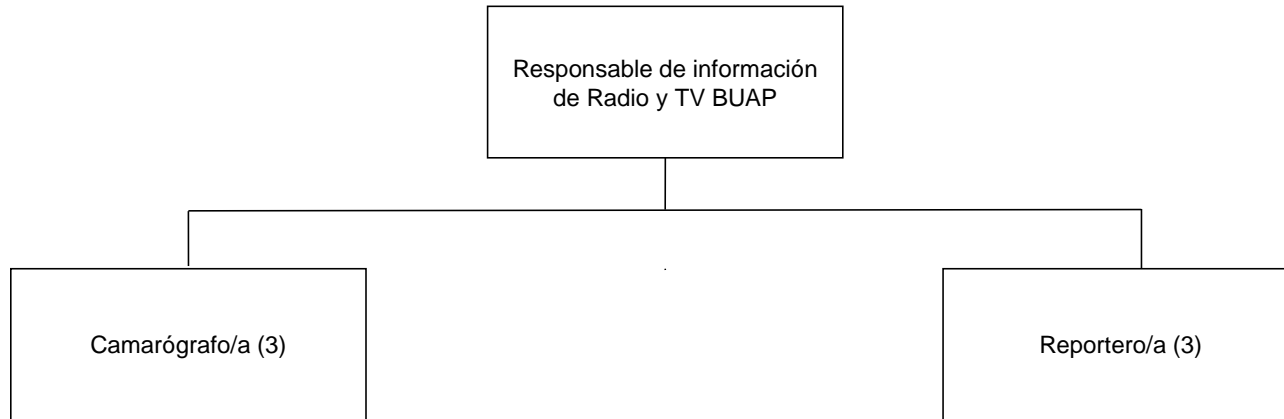 Responsable de información
de Radio y TV BUAP
Camarógrafo/a (3)
Reportero/a (3)